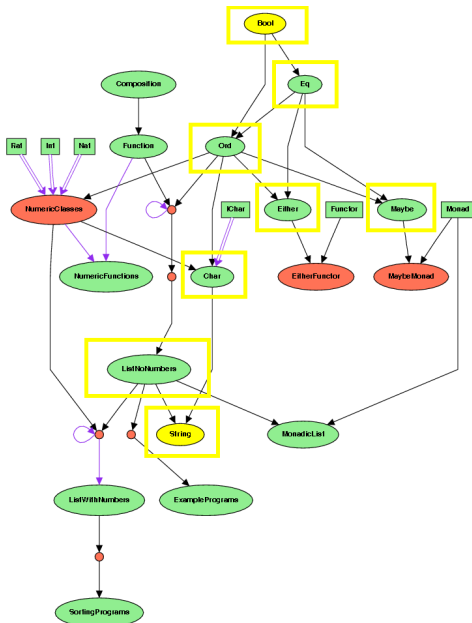 Bool
Eq
Composition
Rat
Int
Nat
Function
Ord
NumericClasses
IChar
Either
Functor
Maybe
Monad
NumericFunctions
Char
EitherFunctor
MaybeMonad
ListNoNumbers
String
MonadicList
ListWithNumbers
ExamplePrograms
SortingPrograms